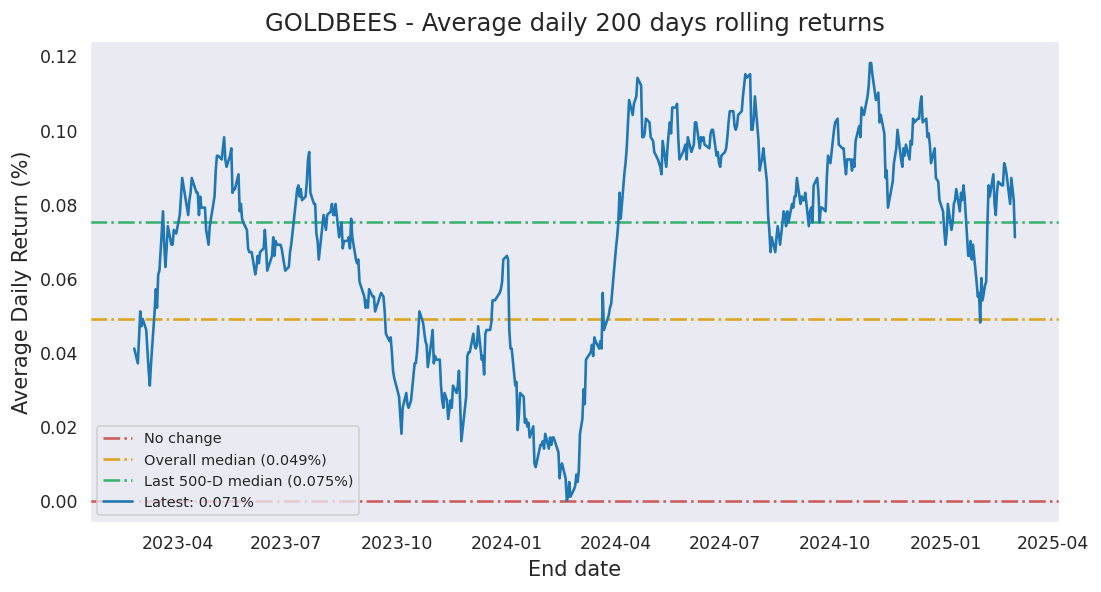 GOLDBEES - Average daily 200 days rolling returns
Average Daily Return (%)
0.12
0.10
0.08
0.06
0.04
0.02
0.00
No change
Overall median (0.049%)
Last 500-D median (0.075%)
Latest: 0.071%
2023-04
2023-07
2023-10
2024-01
2024-04
2024-07
2024-10
2025-01
2025-04
End date